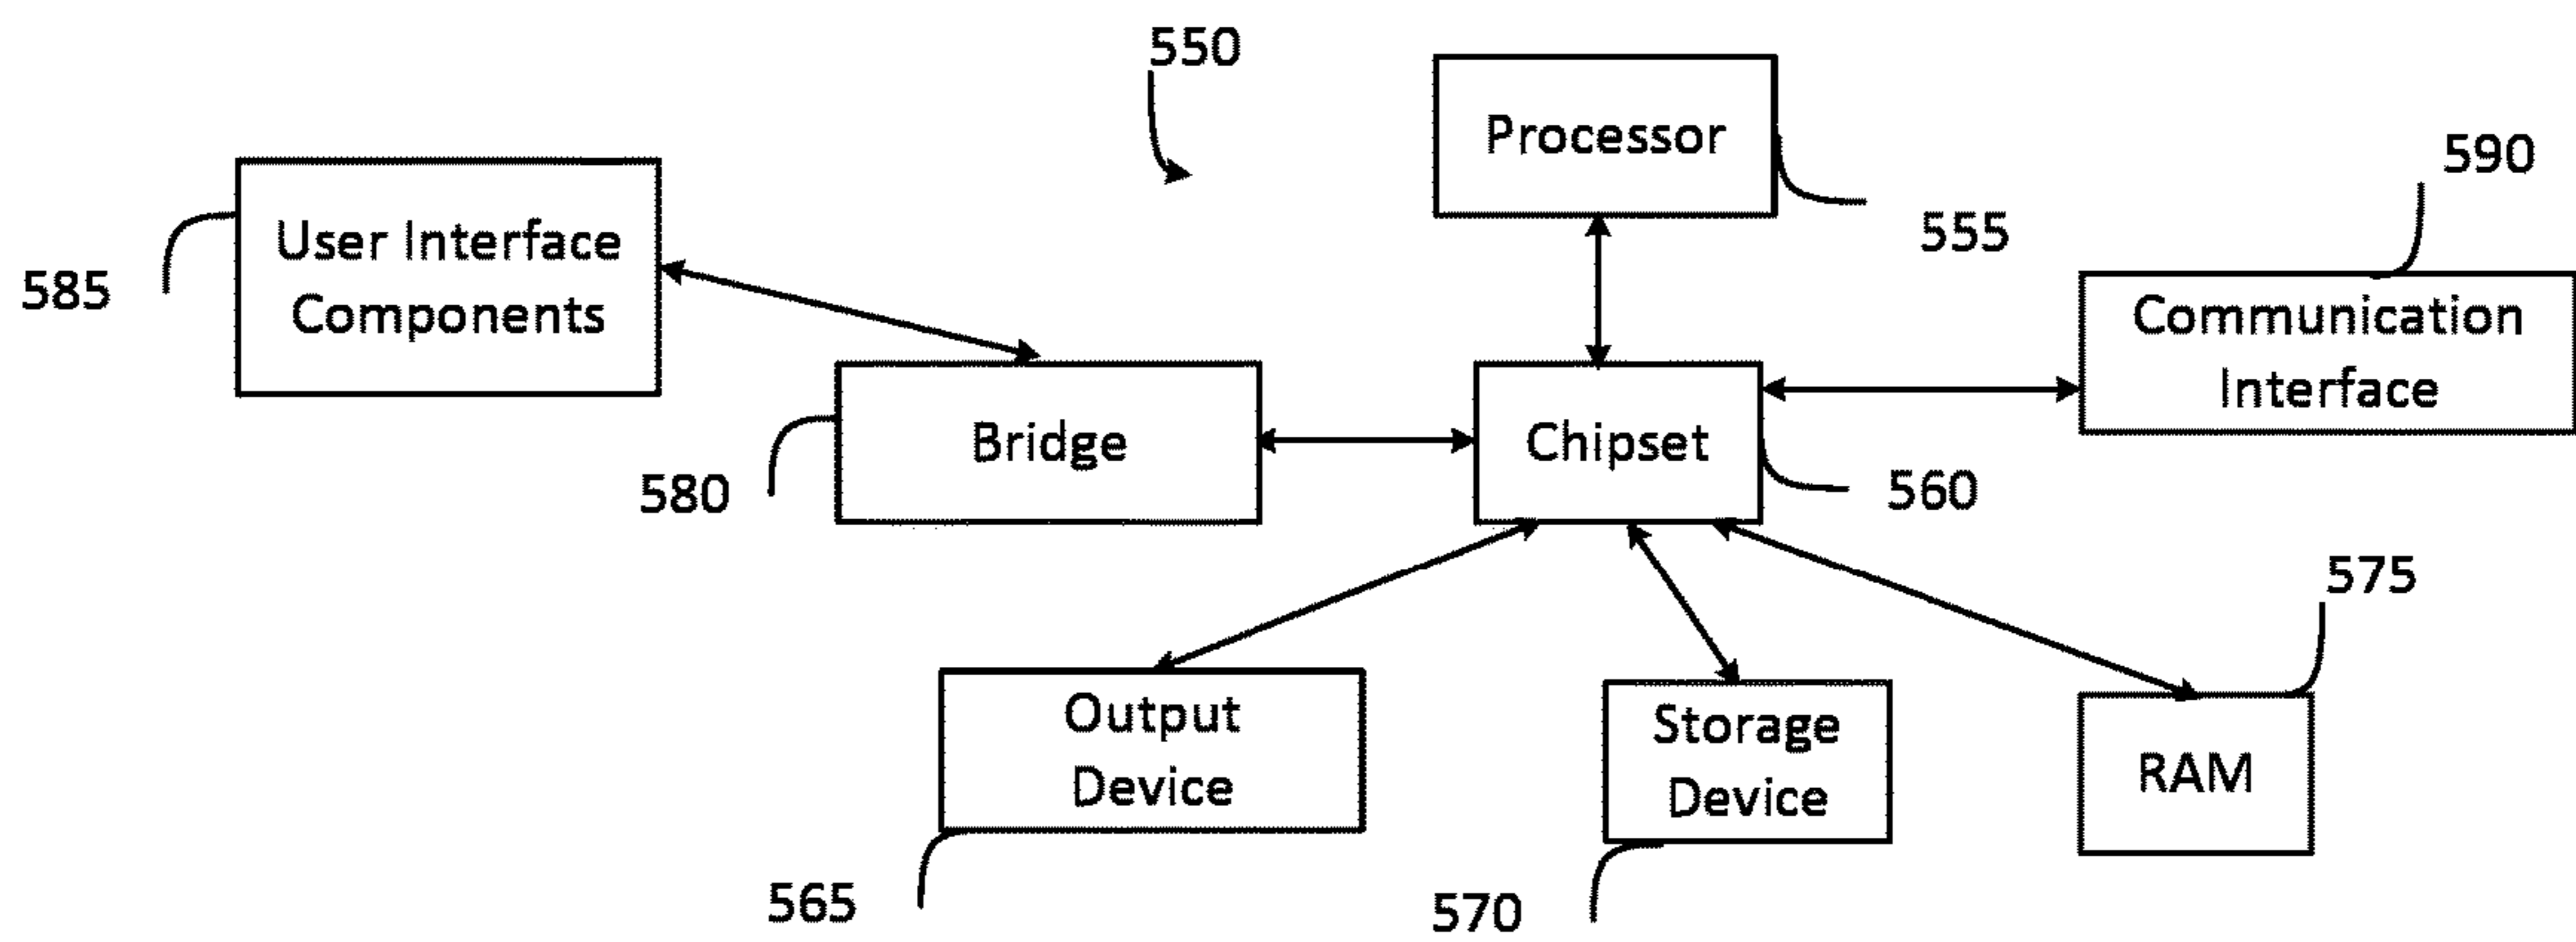 550
Processor
590
555
User Interface
Components
585
Communication
Interface
Bridge
580
Chipset
560
575
Output
Device
565
Storage
Device
570
RAM